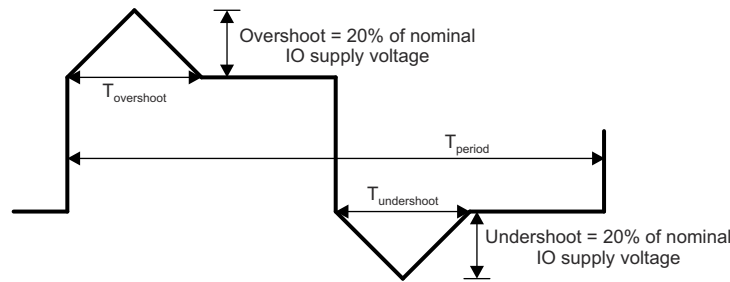 Overshoot = 20% of nominal
IO supply voltage
Tovershoot
Tperiod
Tundershoot
Undershoot = 20% of nominal
IO supply voltage